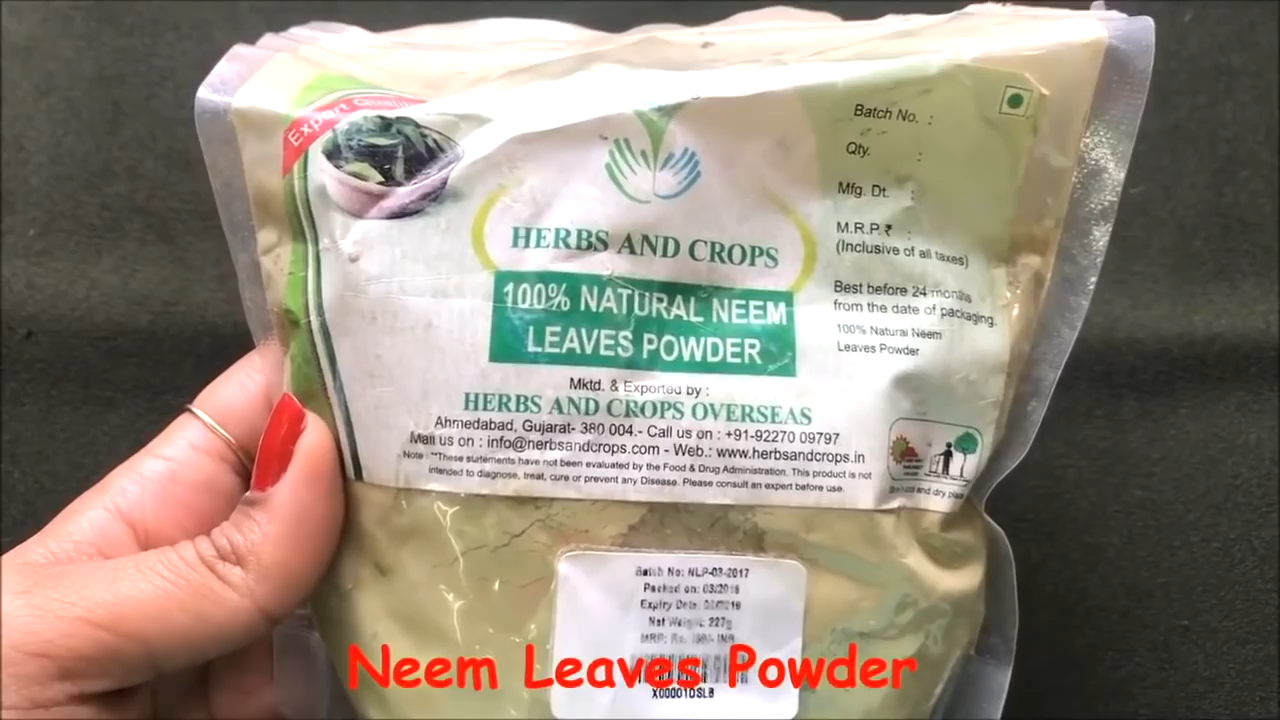 Export Quality
HERBS AND CROPS
100% NATURAL NEEM
LEAVES POWDER
Mktd. & Exported by :
HERBS AND CROPS OVERSEAS
Ahmedabad, Gujarat- 380 004.- Call us on : +91-92270 09797
Mail us on : info@herbsandcrops.com - Web.: www.herbsandcrops.in
Note : "These statements have not been evaluated by the Food & Drug Administration. This product is not
intended to diagnose, treat, cure or prevent any Disease. Please consult an expert before use.
Batch No. :
Qty. :
Mfg. Dt. :
M.R.P.₹ :
(Inclusive of all taxes)
Best before 24 months
from the date of packaging.
100% Natural Neem
Leaves Powder
and dry place
Batch No: NLP-03-2017
Packed on:
Expiry Date:
Net Weight: 227g
MRP: Rs.
X00001DSLB
Neem Leaves Powder